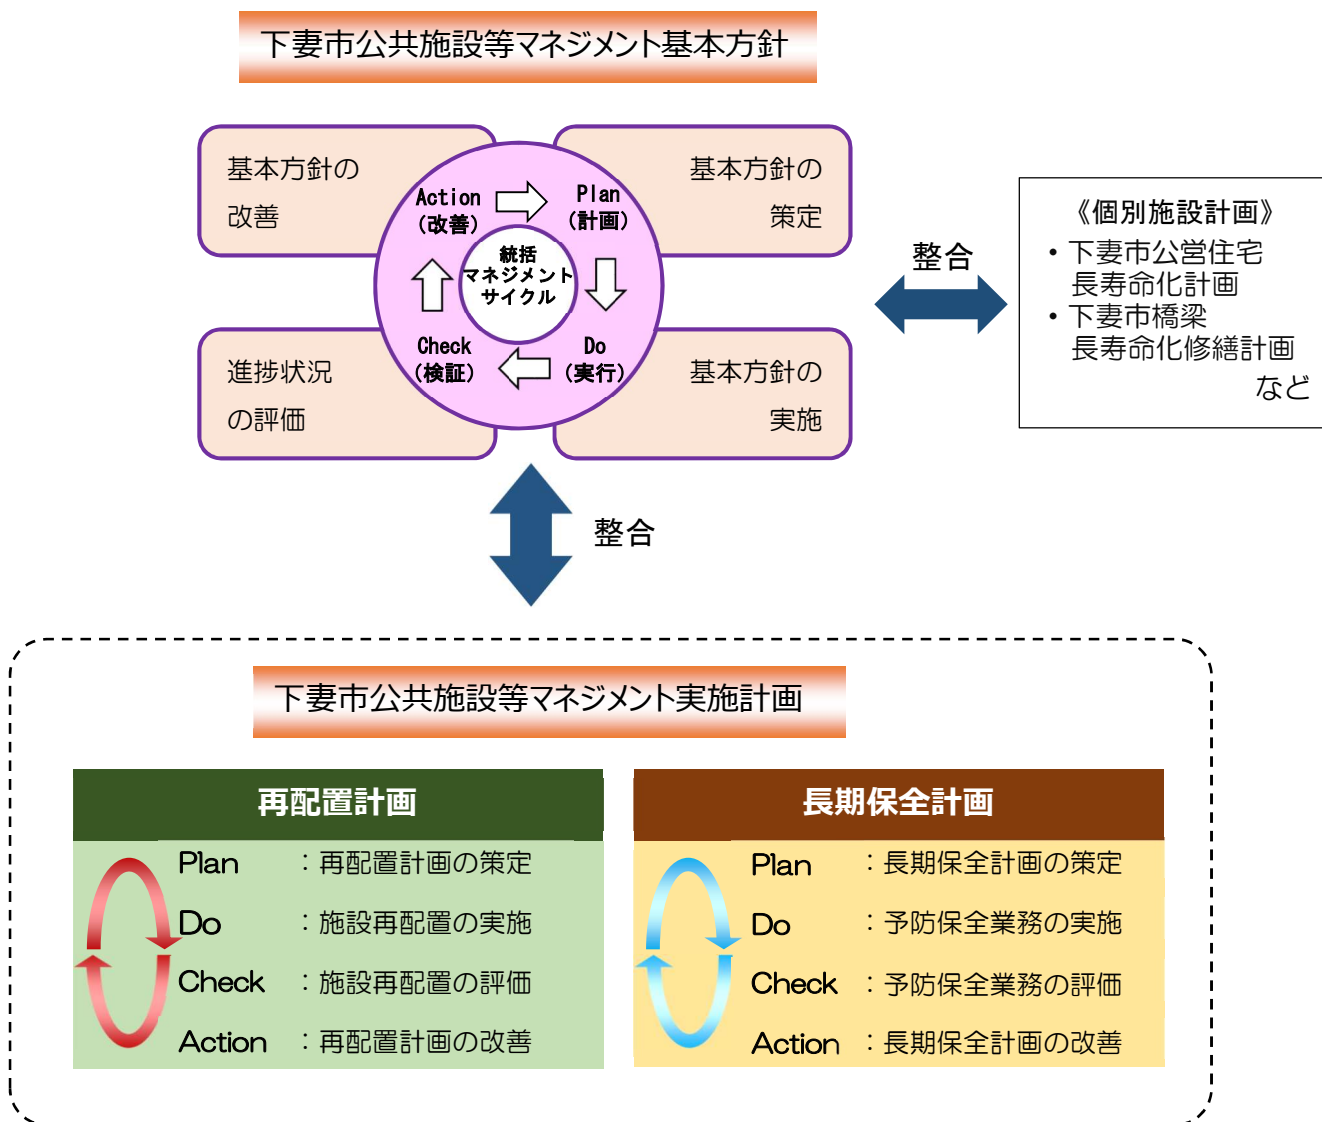 下妻市公共施設等マネジメント基本方針
基本方針の
改善
基本方針の
策定
Action
(改善)
Plan
(計画)
統括
マネジメント
サイクル
Check
(検証)
Do
(実行)
進捗状況
の評価
基本方針の
実施
整合
《個別施設計画》
・下妻市公営住宅
長寿命化計画
・下妻市橋梁
長寿命化修繕計画
など
整合
下妻市公共施設等マネジメント実施計画
再配置計画
Plan ：再配置計画の策定
Do ：施設再配置の実施
Check ：施設再配置の評価
Action ：再配置計画の改善
長期保全計画
Plan ：長期保全計画の策定
Do ：予防保全業務の実施
Check ：予防保全業務の評価
Action ：長期保全計画の改善